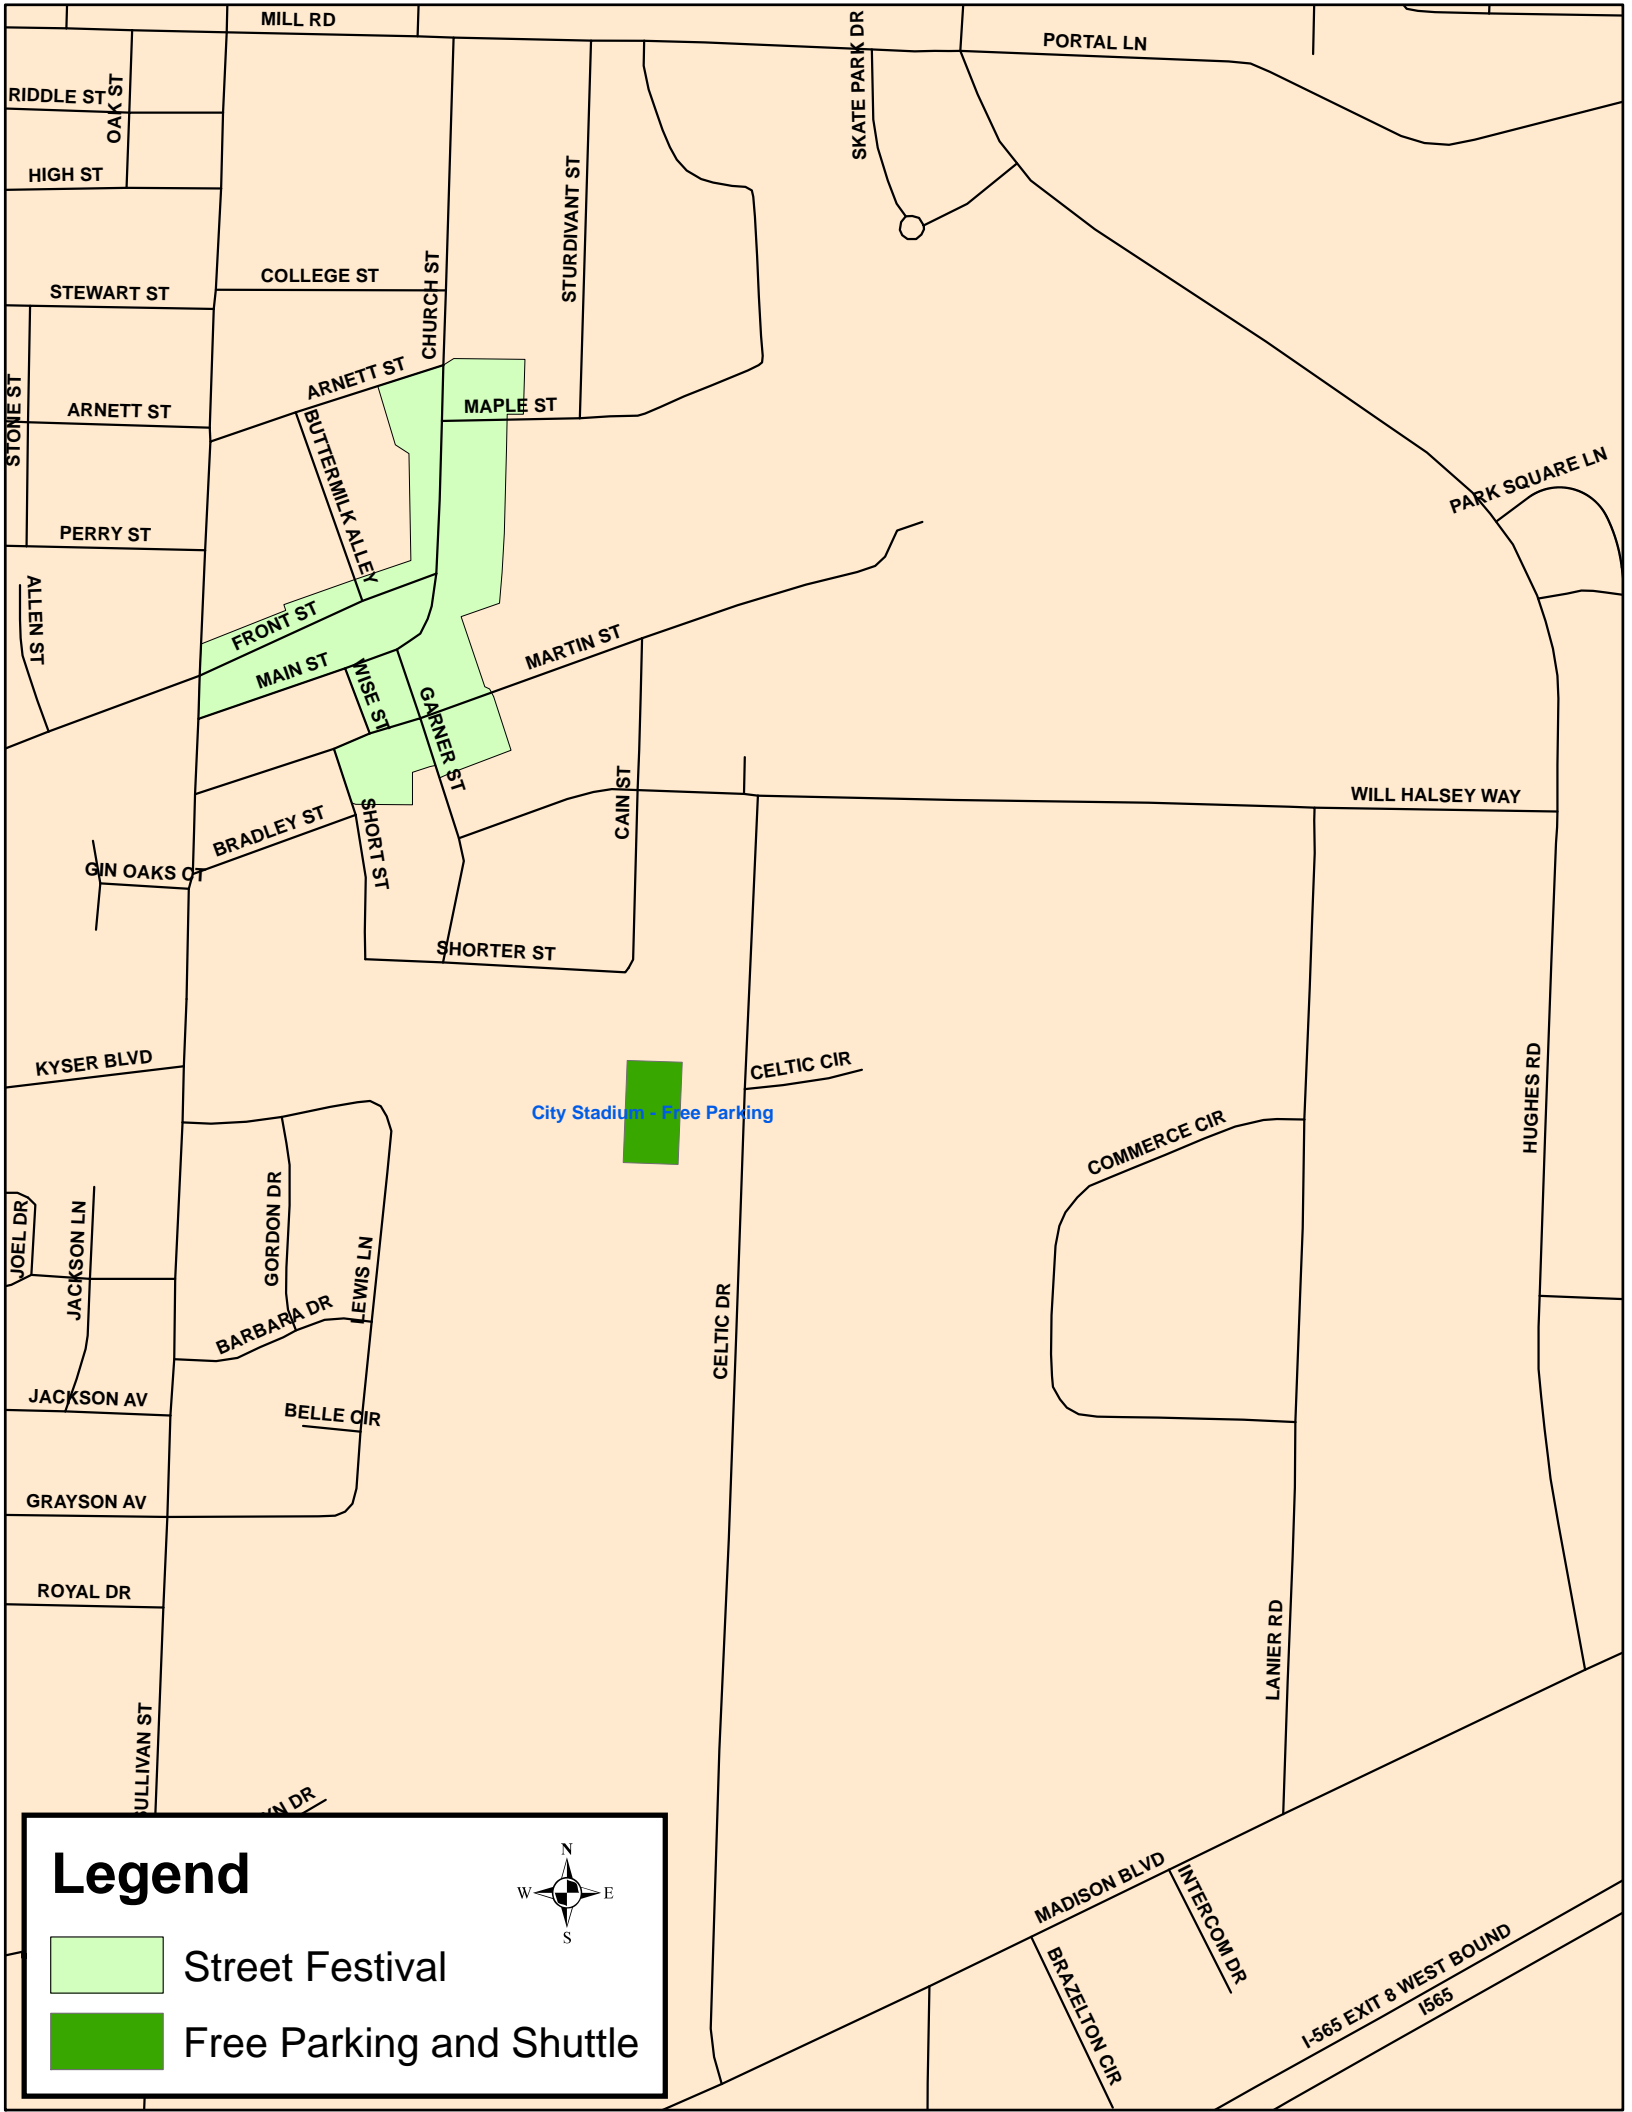 MILL RD
PORTAL LN
SKATE PARK DR
RIDDLE ST
OAK ST
HIGH ST
STURDIVANT ST
COLLEGE ST
CHURCH ST
STEWART ST
ARNETT ST
STONE ST
ARNETT ST
MAPLE ST
BUTTERMILK ALLEY
PARK SQUARE LN
PERRY ST
ALLEN ST
FRONT ST
MARTIN ST
MAIN ST
WISE ST
GARNER ST
CAIN ST
WILL HALSEY WAY
BRADLEY ST
SHORT ST
GIN OAKS CT
SHORTER ST
KYSER BLVD
CELTIC CIR
HUGHES RD
City Stadium - Free Parking
COMMERCE CIR
JOEL DR
JACKSON LN
GORDON DR
LEWIS LN
BARBARA DR
CELTIC DR
JACKSON AV
BELLE CIR
GRAYSON AV
ROYAL DR
LANIER RD
SULLIVAN ST
DR
MADISON BLVD
INTERCOM DR
BRAZELTON CIR
I-565 EXIT 8 WEST BOUND
I565
Legend
N
W
E
S
Street Festival
Free Parking and Shuttle